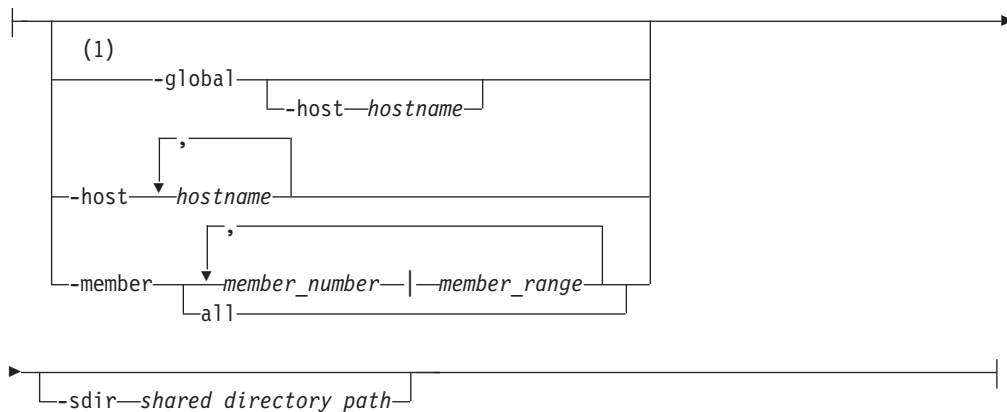 (1)
-global
-host hostname
,
-host hostname
,
-member member_number | member_range
all
-sdir shared directory path